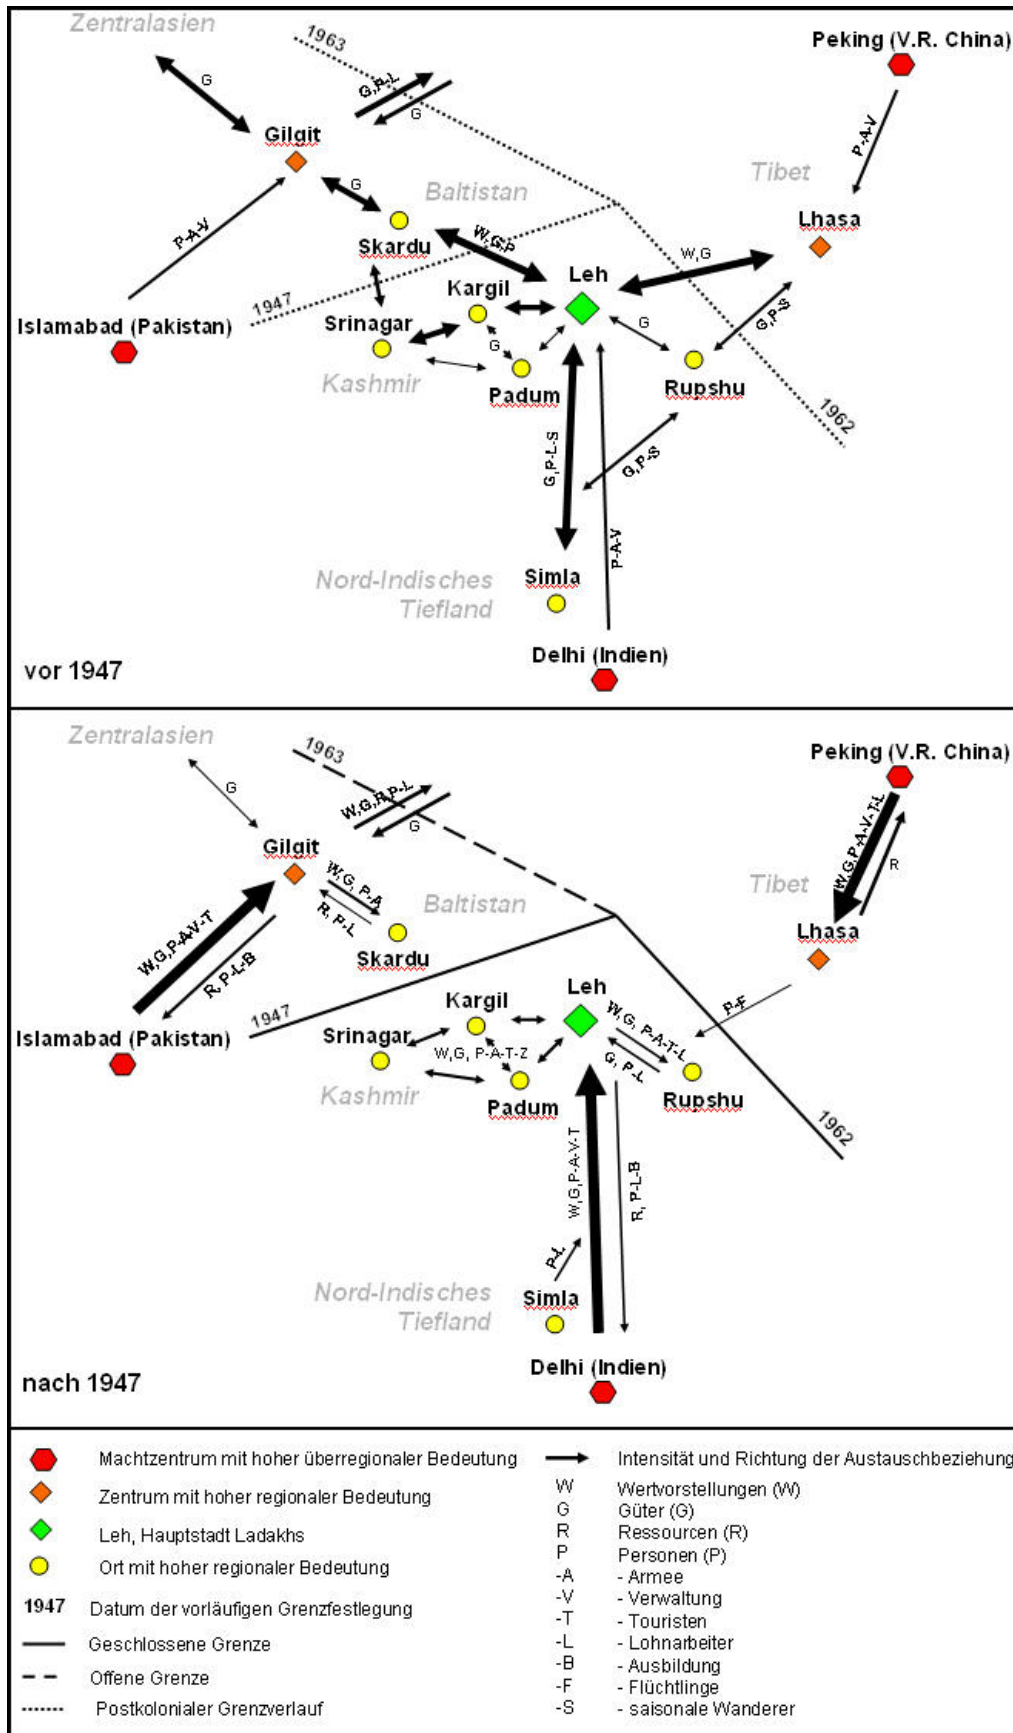 Zentralasien
1963
Peking (V.R. China)
G
G,P-L
G
Gilgit
P-A-V
Tibet
G
Baltistan
Lhasa
P-A-V
Skardu
W,G,P
W,G
Leh
Kargil
1947
G
G,P-S
Islamabad (Pakistan)
Srinagar
G
Kashmir
Padum
Rupshu
1962
G,P-L-S
G,P-S
P-A-V
Nord-Indisches
Tiefland
Simla
Delhi (Indien)
vor 1947
Zentralasien
1963
Peking (V.R. China)
G
W,G,R,P-L
G
W,G,P-A-V-T-L
R
Gilgit
W,G, P-A
R, P-L
Tibet
Baltistan
Lhasa
W,G,P-A-V-T
R, P-L-B
Skardu
Leh
Kargil
P-F
1947
W,G, P-A-T-L
G, P-L
Islamabad (Pakistan)
Srinagar
W,G, P-A-T-Z
Kashmir
Padum
Rupshu
1962
W,G,P-A-V-T
R, P-L-B
P-L
Nord-Indisches
Tiefland
Simla
Delhi (Indien)
nach 1947
Machtzentrum mit hoher überregionaler Bedeutung
Zentrum mit hoher regionaler Bedeutung
Leh, Hauptstadt Ladakhs
Ort mit hoher regionaler Bedeutung
1947 Datum der vorläufigen Grenzfestlegung
Geschlossene Grenze
Offene Grenze
Postkolonialer Grenzverlauf
Intensität und Richtung der Austauschbeziehung
W Wertvorstellungen (W)
G Güter (G)
R Ressourcen (R)
P Personen (P)
-A - Armee
-V - Verwaltung
-T - Touristen
-L - Lohnarbeiter
-B - Ausbildung
-F - Flüchtlinge
-S - saisonale Wanderer